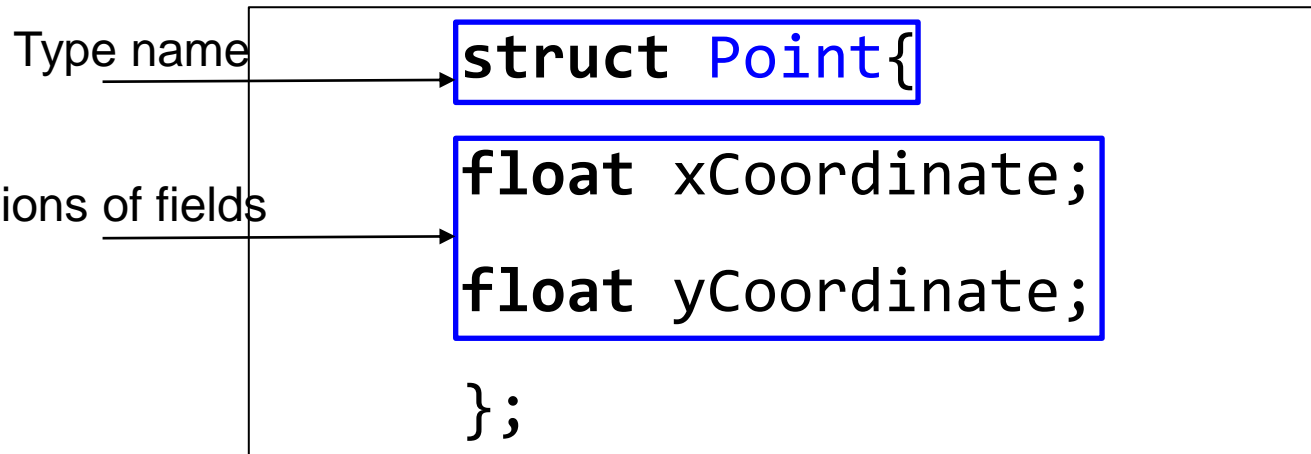 Type name
struct Point{
float xCoordinate;
ions of fields
float yCoordinate;
};